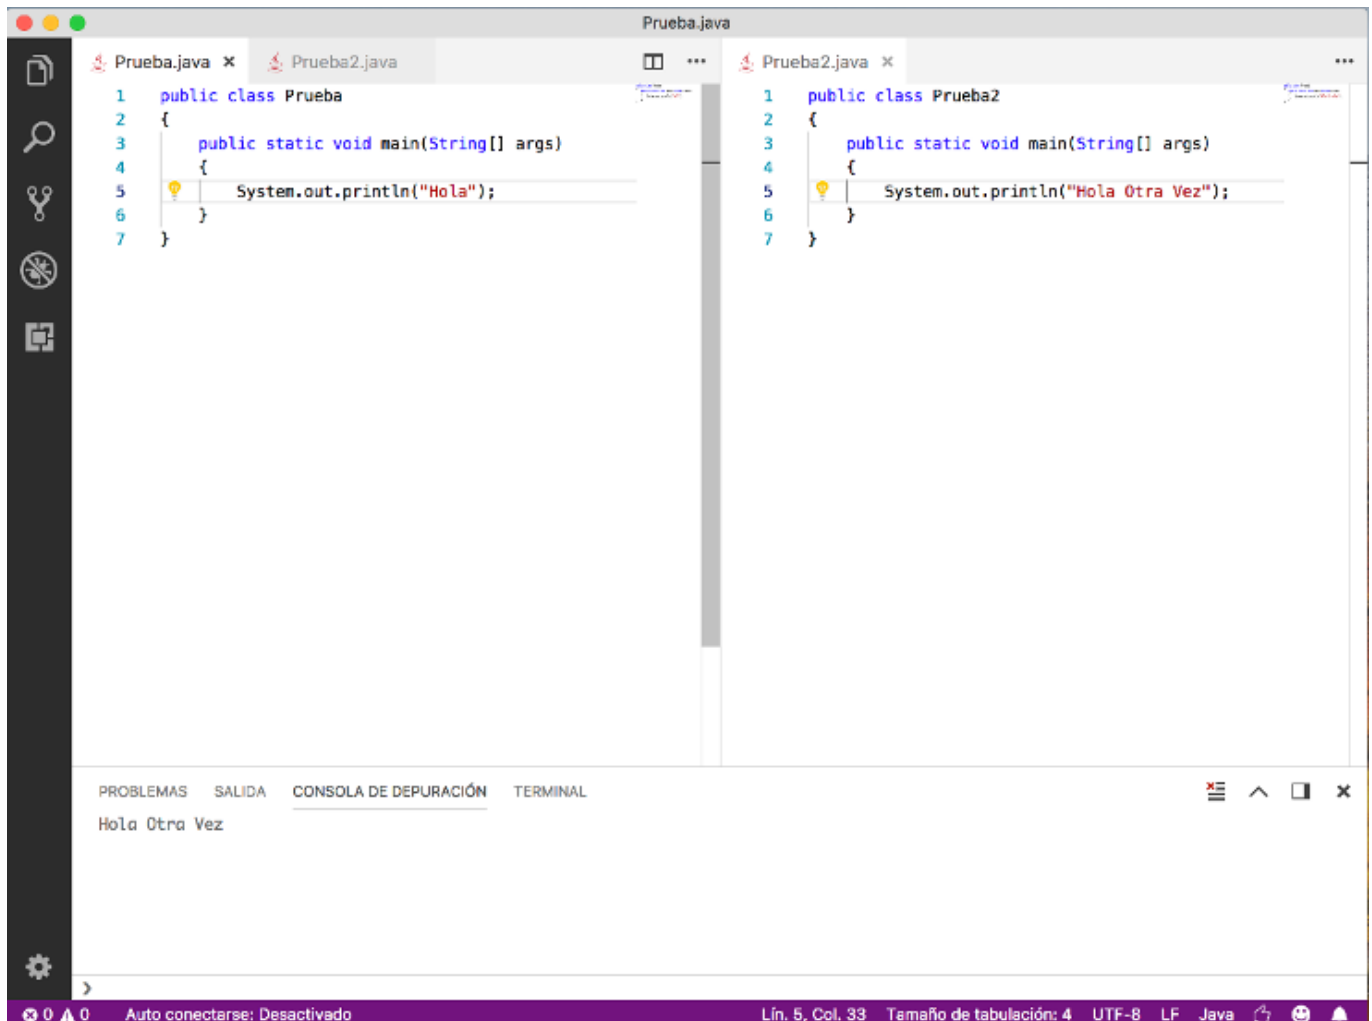 Prueba.java
Prueba.java
Prueba2.java
1 public class Prueba
2 {
3 public static void main(String[] args)
4 {
5 System.out.println("Hola");
6 }
7 }
Prueba2.java
1 public class Prueba2
2 {
3 public static void main(String[] args)
4 {
5 System.out.println("Hola Otra Vez");
6 }
7 }
PROBLEMAS SALIDA CONSOLA DE DEPURACIÓN TERMINAL
Hola Otra Vez
0 0 Auto conectarse: Desactivado Lín. 5, Col. 33 Tamaño de tabulación: 4 UTF-8 LF Java